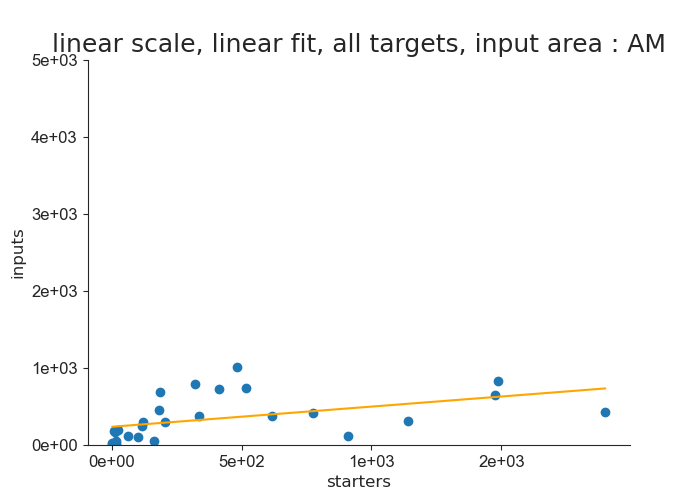 linear scale, linear fit, all targets, input area : AM
5e+03
4e+03
3e+03
2e+03
1e+03
0e+00
inputs
0e+00 5e+02 1e+03 2e+03
starters